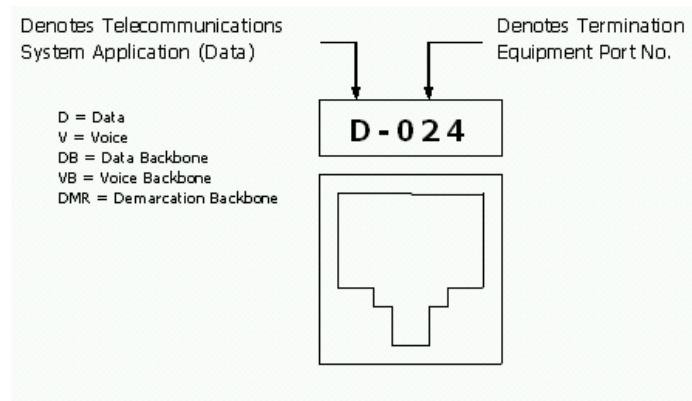 Denotes Telecommunications
System Application (Data)
Denotes Termination
Equipment Port No.
D = Data
V = Voice
DB = Data Backbone
VB = Voice Backbone
DMR = Demarcation Backbone
D-024